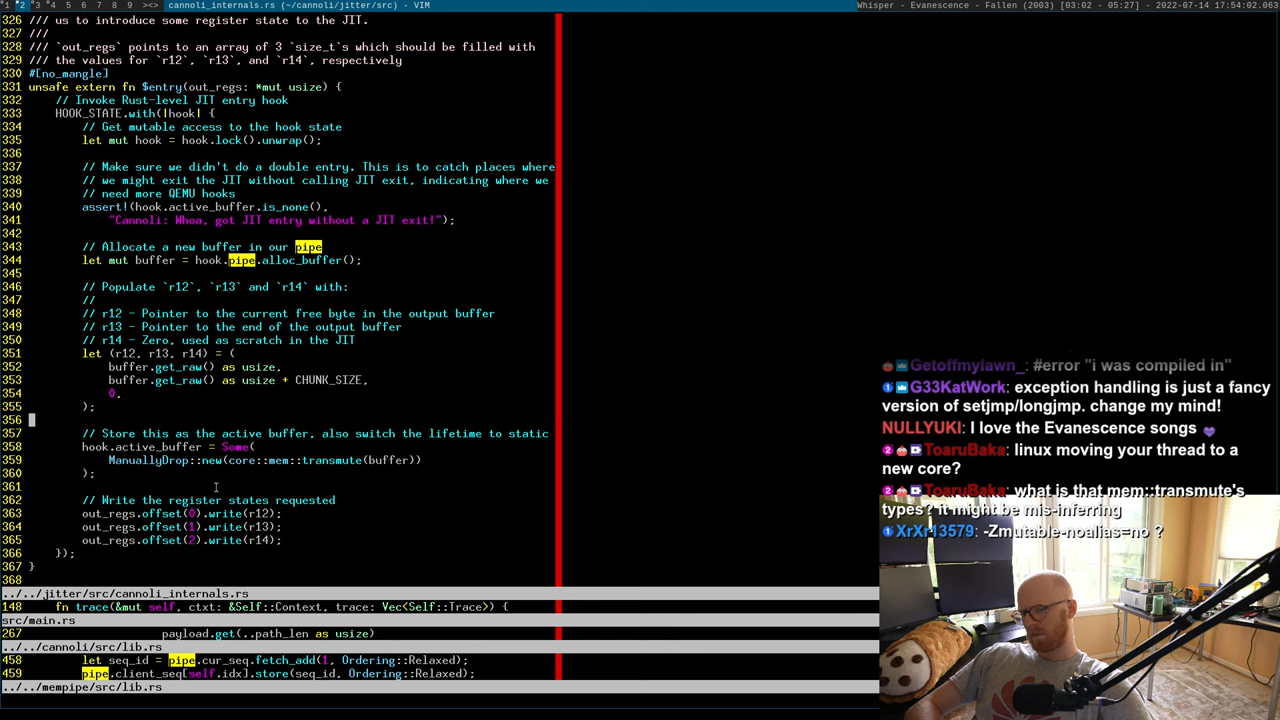 1 2 3 4 5 6 7 8 9 ><> cannoli_internals.rs (~/cannoli/jitter/src) - VIM
Whisper - Evanescence - Fallen (2003) [03:02 - 05:27] - 2022-07-14 17:54:02.063
326 /// us to introduce some register state to the JIT.
327 ///
328 /// `out_regs` points to an array of 3 `size_t`s which should be filled with
329 /// the values for `r12`, `r13`, and `r14`, respectively
330 #[no_mangle]
331 unsafe extern fn $entry(out_regs: *mut usize) {
332 // Invoke Rust-level JIT entry hook
333 HOOK_STATE.with(|hook| {
334 // Get mutable access to the hook state
335 let mut hook = hook.lock().unwrap();
336
337 // Make sure we didn't do a double entry. This is to catch places where
338 // we might exit the JIT without calling JIT exit, indicating where we
339 // need more QEMU hooks
340 assert!(hook.active_buffer.is_none(),
341 "Cannoli: Whoa, got JIT entry without a JIT exit!");
342
343 // Allocate a new buffer in our pipe
344 let mut buffer = hook.pipe.alloc_buffer();
345
346 // Populate `r12`, `r13` and `r14` with:
347 //
348 // r12 - Pointer to the current free byte in the output buffer
349 // r13 - Pointer to the end of the output buffer
350 // r14 - Zero, used as scratch in the JIT
351 let (r12, r13, r14) = (
352 buffer.get_raw() as usize,
353 buffer.get_raw() as usize + CHUNK_SIZE,
354 0,
355 );
356
357 // Store this as the active buffer, also switch the lifetime to static
358 hook.active_buffer = Some(
359 ManuallyDrop::new(core::mem::transmute(buffer))
360 );
361
362 // Write the register states requested
363 out_regs.offset(0).write(r12);
364 out_regs.offset(1).write(r13);
365 out_regs.offset(2).write(r14);
366 });
367 }
368
../../jitter/src/cannoli_internals.rs
148 fn trace(&mut self, ctxt: &Self::Context, trace: Vec<Self::Trace>) {
src/main.rs
267 payload.get(..path_len as usize)
../../cannoli/src/lib.rs
458 let seq_id = pipe.cur_seq.fetch_add(1, Ordering::Relaxed);
459 pipe.client_seq[self.idx].store(seq_id, Ordering::Relaxed);
../../mempipe/src/lib.rs
Getoffmylawn_: #error "i was compiled in"
G33KatWork: exception handling is just a fancy
version of setjmp/longjmp. change my mind!
NULLYUKI: I love the Evanescence songs
ToaruBaka: linux moving your thread to a
new core?
ToaruBaka: what is that mem::transmute's
types? it might be mis-inferring
XrXr13579: -Zmutable-noalias=no ?